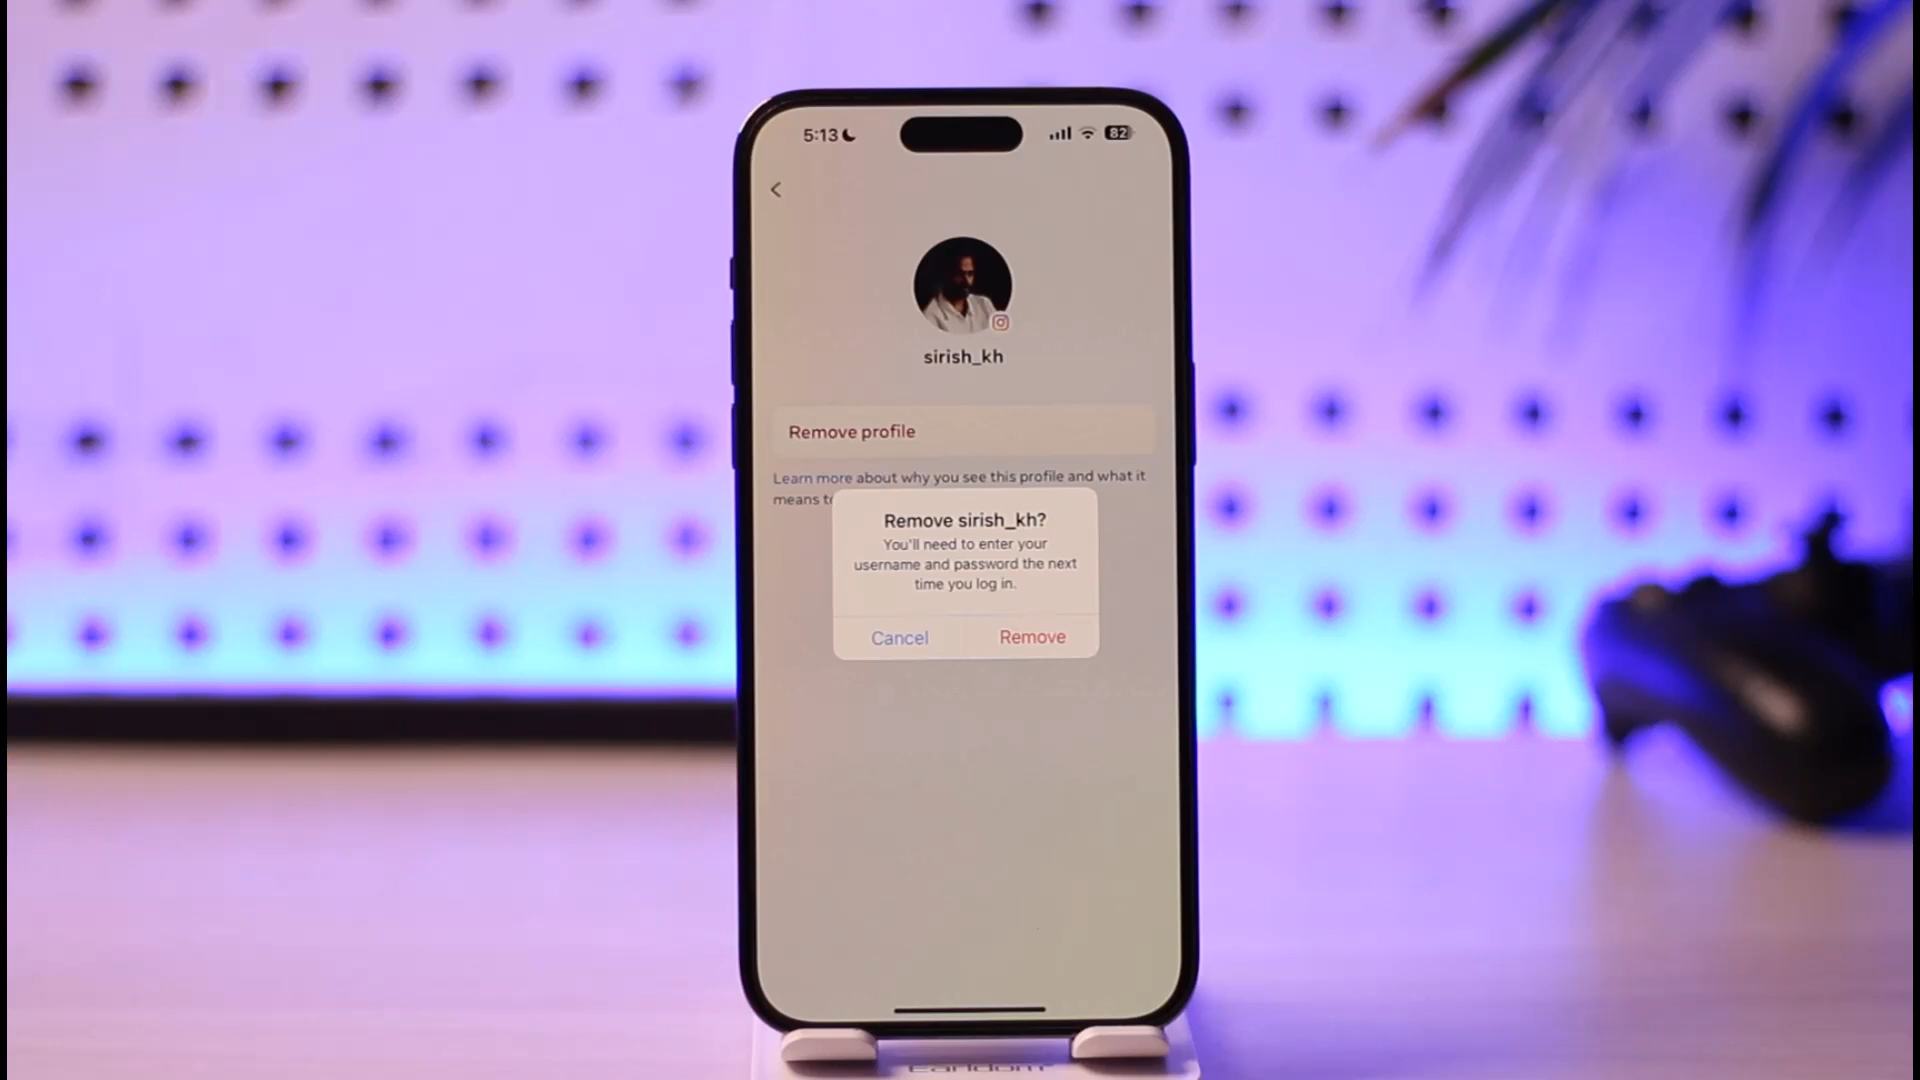 5:13
82
sirish_kh
Remove profile
Learn more about why you see this profile and what it
means to
Remove sirish_kh?
You'll need to enter your
username and password the next
time you log in.
Cancel
Remove